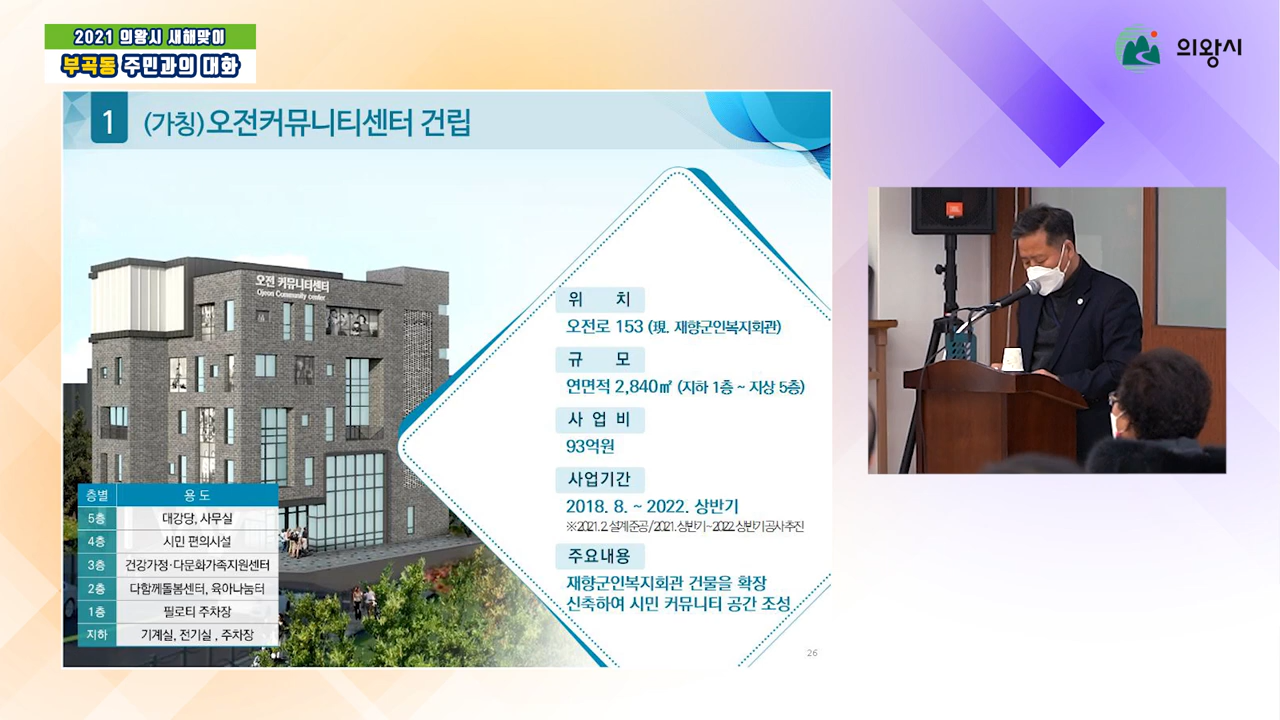 2021 의왕시 새해맞이
부곡동 주민과의 대화
의왕시
1 (가칭)오전커뮤니티센터 건립
오전 커뮤니티센터
Ojeon Community center
위 치
오전로 153 (現. 재향군인복지회관)
규 모
연면적 2,840㎡ (지하 1층 ~ 지상 5층)
사 업 비
93억원
사업기간
2018. 8. ~ 2022. 상반기
※2021. 2. 설계준공 / 2021. 상반기 ~ 2022. 상반기 공사추진
주요내용
재향군인복지회관 건물을 확장
신축하여 시민 커뮤니티 공간 조성
층별 용 도
5층 대강당, 사무실
4층 시민 편의시설
3층 건강가정·다문화가족지원센터
2층 다함께돌봄센터, 육아나눔터
1층 필로티 주차장
지하 기계실, 전기실 , 주차장
26
JBL